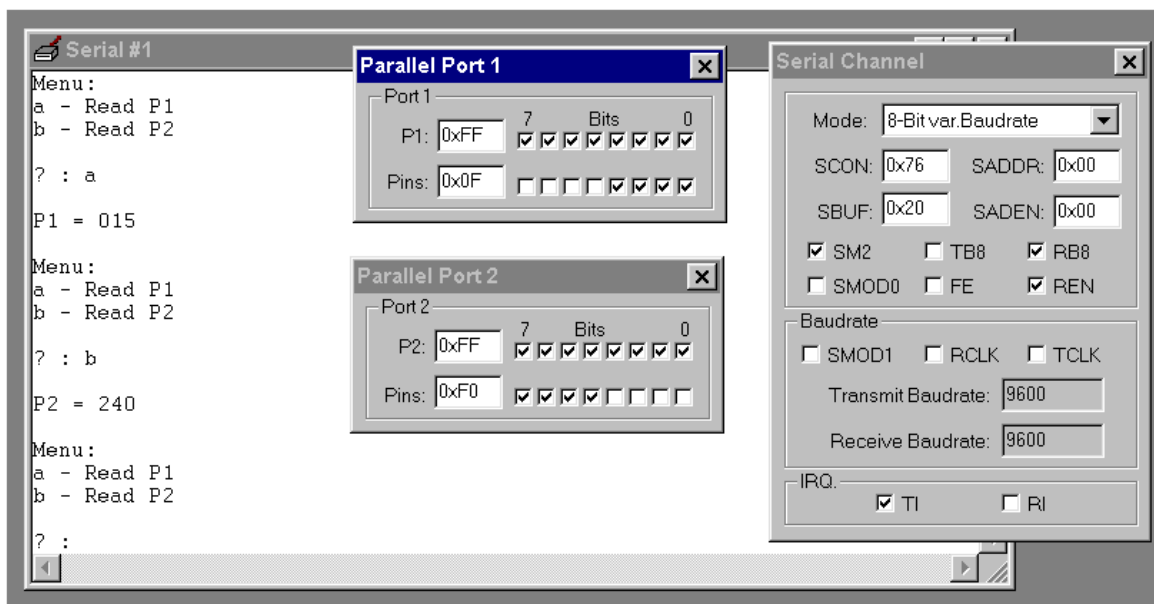 Serial #1
Menu:
a - Read P1
b - Read P2
? : a
P1 = 015
Menu:
a - Read P1
b - Read P2
? : b
P2 = 240
Menu:
a - Read P1
b - Read P2
? :
Parallel Port 1
Port 1
7 Bits 0
P1: 0xFF
Pins: 0x0F
Parallel Port 2
Port 2
7 Bits 0
P2: 0xFF
Pins: 0xF0
Serial Channel
Mode: 8-Bit var.Baudrate
SCON: 0x76 SADDR: 0x00
SBUF: 0x20 SADEN: 0x00
SM2 TB8 RB8
SMOD0 FE REN
Baudrate
SMOD1 RCLK TCLK
Transmit Baudrate: 9600
Receive Baudrate: 9600
IRQ.
TI RI